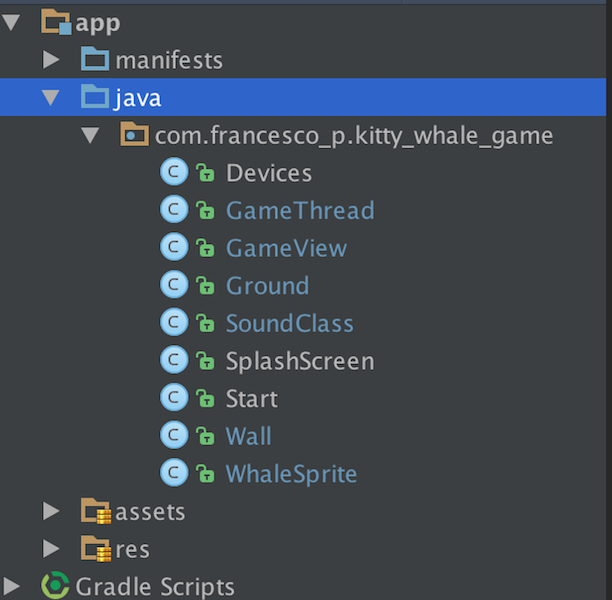 app
manifests
java
com.francesco_p.kitty_whale_game
Devices
GameThread
GameView
Ground
SoundClass
SplashScreen
Start
Wall
WhaleSprite
assets
res
Gradle Scripts